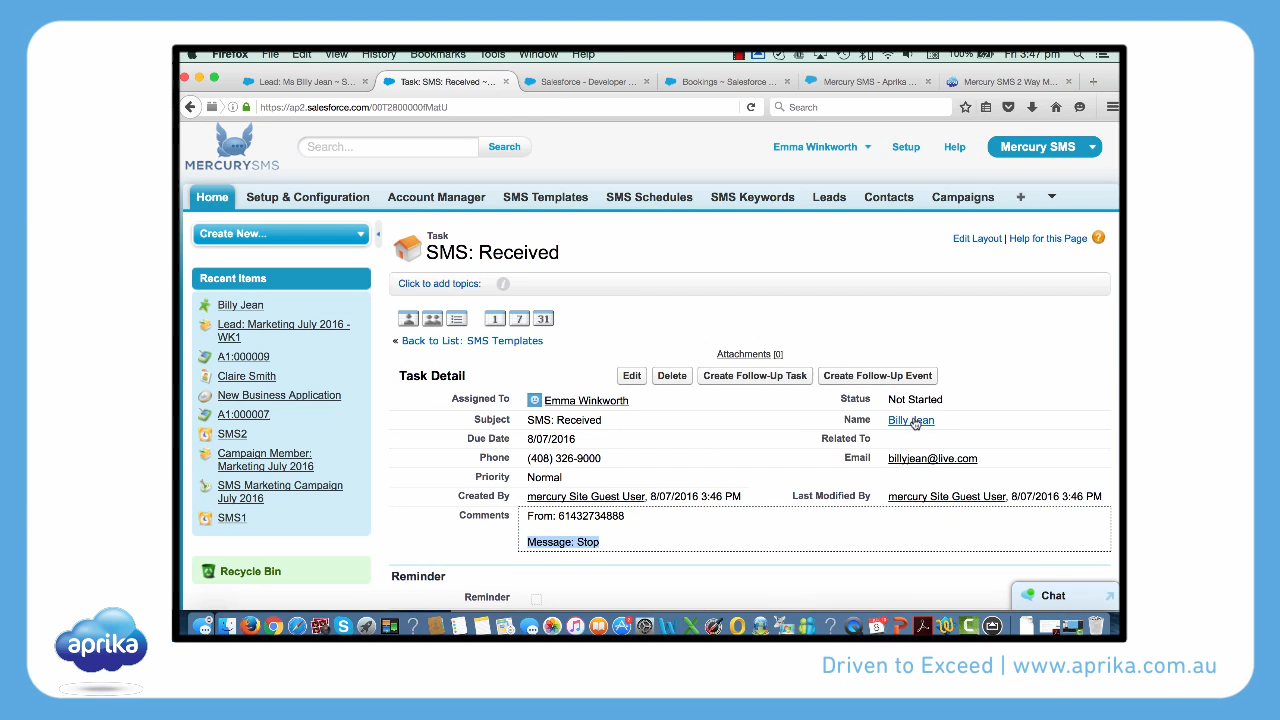 Firefox File Edit View History Bookmarks Tools Window Help 100% Fri 3:47 pm
Lead: Ms Billy Jean ~ S... Task: SMS: Received ~... Salesforce - Developer ... Bookings ~ Salesforce ... Mercury SMS - Aprika ... Mercury SMS 2 Way M...
https://ap2.salesforce.com/00T2800000fMatU Search
MERCURYSMS Search... Search Emma Winkworth Setup Help Mercury SMS
Home Setup & Configuration Account Manager SMS Templates SMS Schedules SMS Keywords Leads Contacts Campaigns +
Create New...
Recent Items
Billy Jean
Lead: Marketing July 2016 -
WK1
A1:000009
Claire Smith
New Business Application
A1:000007
SMS2
Campaign Member:
Marketing July 2016
SMS Marketing Campaign
July 2016
SMS1
Recycle Bin
Task
SMS: Received
Edit Layout | Help for this Page ?
Click to add topics: i
1 7 31
« Back to List: SMS Templates
Attachments [0]
Task Detail Edit Delete Create Follow-Up Task Create Follow-Up Event
Assigned To Emma Winkworth Status Not Started
Subject SMS: Received Name Billy Jean
Due Date 8/07/2016 Related To
Phone (408) 326-9000 Email billyjean@live.com
Priority Normal
Created By mercury Site Guest User, 8/07/2016 3:46 PM Last Modified By mercury Site Guest User, 8/07/2016 3:46 PM
Comments From: 61432734888
Message: Stop
Reminder
Reminder
Chat
aprika
Driven to Exceed | www.aprika.com.au